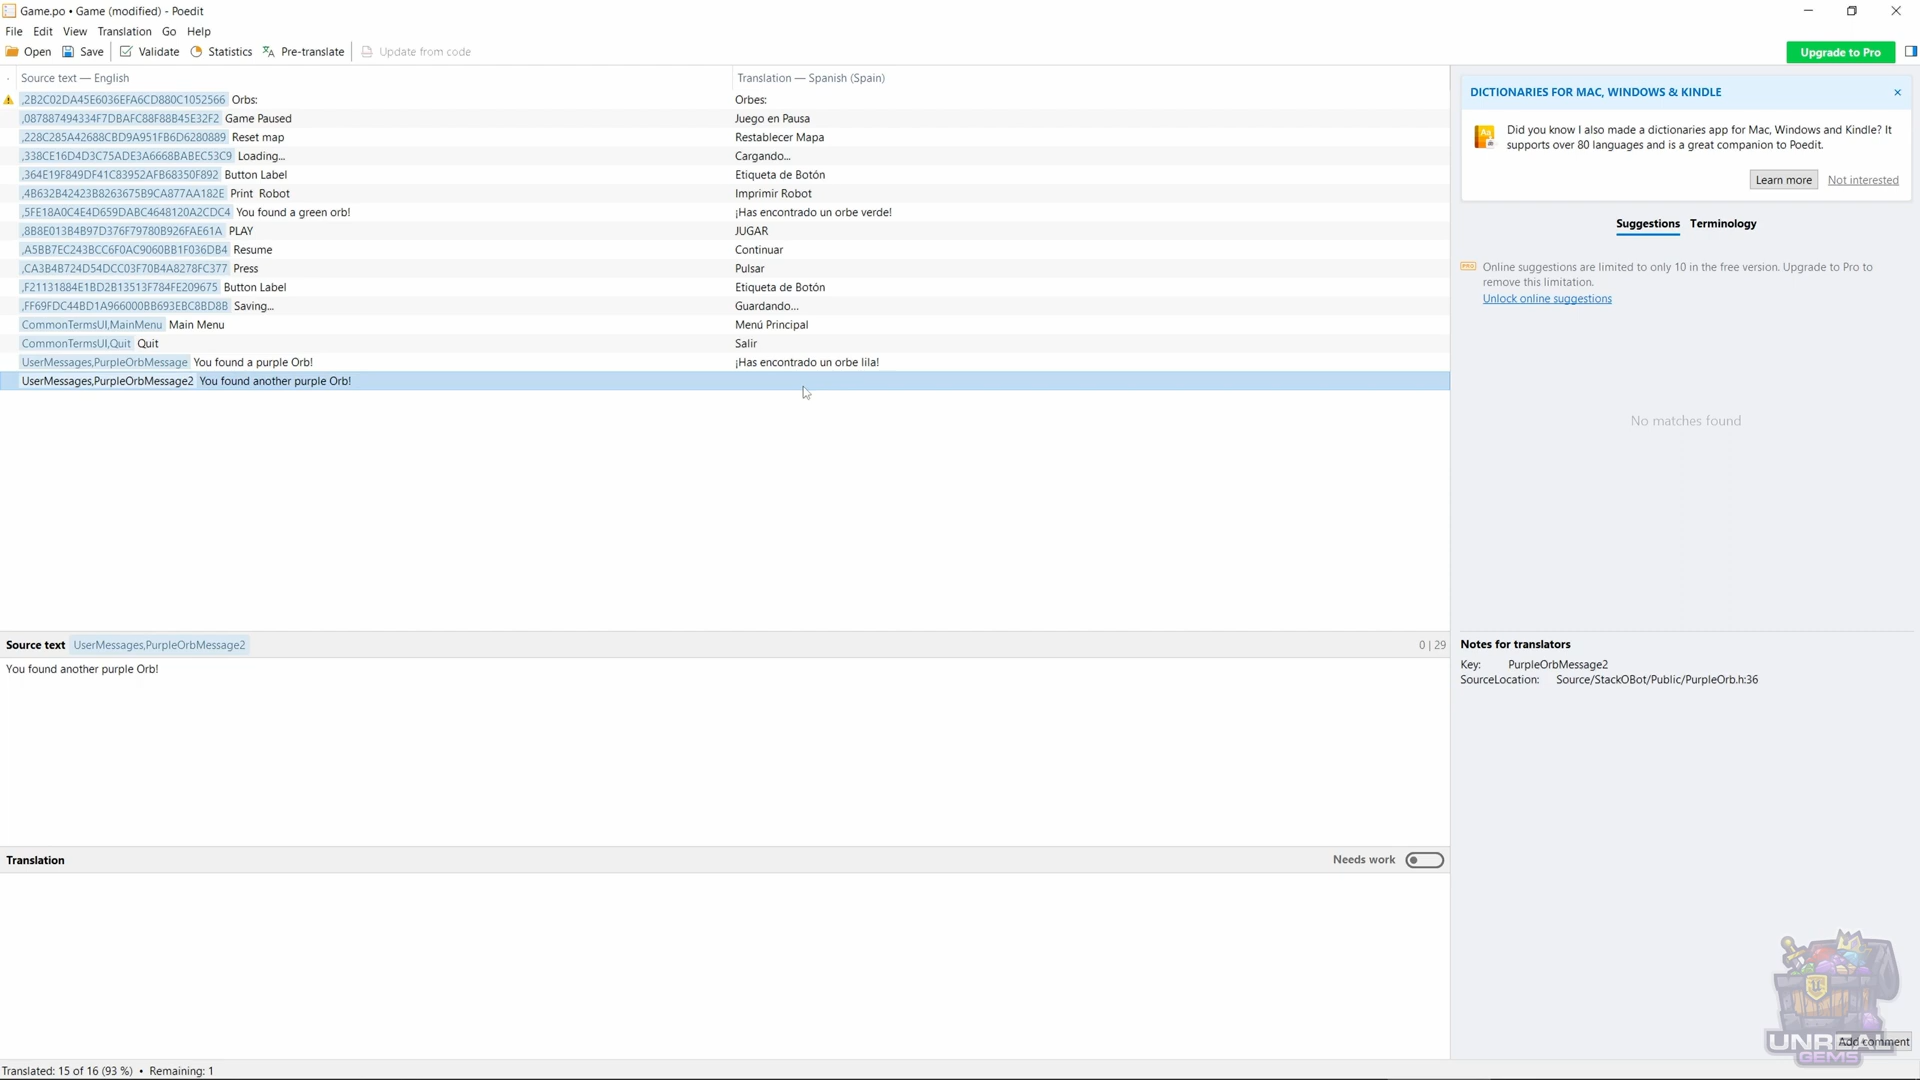 Game.po • Game (modified) - Poedit
File Edit View Translation Go Help
Open Save Validate Statistics Pre-translate Update from code Upgrade to Pro
Source text — English Translation — Spanish (Spain)
,2B2C02DA45E6036EFA6CD880C1052566 Orbs: Orbes:
,087887494334F7DBAFC88F88B45E32F2 Game Paused Juego en Pausa
,228C285A42688CBD9A951FB6D6280889 Reset map Restablecer Mapa
,338CE16D4D3C75ADE3A6668BABEC53C9 Loading... Cargando...
,364E19F849DF41C83952AFB68350F892 Button Label Etiqueta de Botón
,4B632B42423B8263675B9CA877AA182E Print Robot Imprimir Robot
,5FE18A0C4E4D659DABC4648120A2CDC4 You found a green orb! ¡Has encontrado un orbe verde!
,8B8E013B4B97D376F79780B926FAE61A PLAY JUGAR
,A5BB7EC243BCC6F0AC9060BB1F036DB4 Resume Continuar
,CA3B4B724D54DCC03F70B4A8278FC377 Press Pulsar
,F21131884E1BD2B13513F784FE209675 Button Label Etiqueta de Botón
,FF69FDC44BD1A966000BB693EBC8BD8B Saving... Guardando...
CommonTermsUI,MainMenu Main Menu Menú Principal
CommonTermsUI,Quit Quit Salir
UserMessages,PurpleOrbMessage You found a purple Orb! ¡Has encontrado un orbe lila!
UserMessages,PurpleOrbMessage2 You found another purple Orb!
Source text UserMessages,PurpleOrbMessage2 0 | 29
You found another purple Orb!
Translation Needs work
DICTIONARIES FOR MAC, WINDOWS & KINDLE ×
Did you know I also made a dictionaries app for Mac, Windows and Kindle? It
supports over 80 languages and is a great companion to Poedit.
Learn more Not interested
Suggestions Terminology
PRO Online suggestions are limited to only 10 in the free version. Upgrade to Pro to
remove this limitation.
Unlock online suggestions
No matches found
Notes for translators
Key: PurpleOrbMessage2
SourceLocation: Source/StackOBot/Public/PurpleOrb.h:36
Add comment
UNREAL
GEMS
Translated: 15 of 16 (93 %) • Remaining: 1